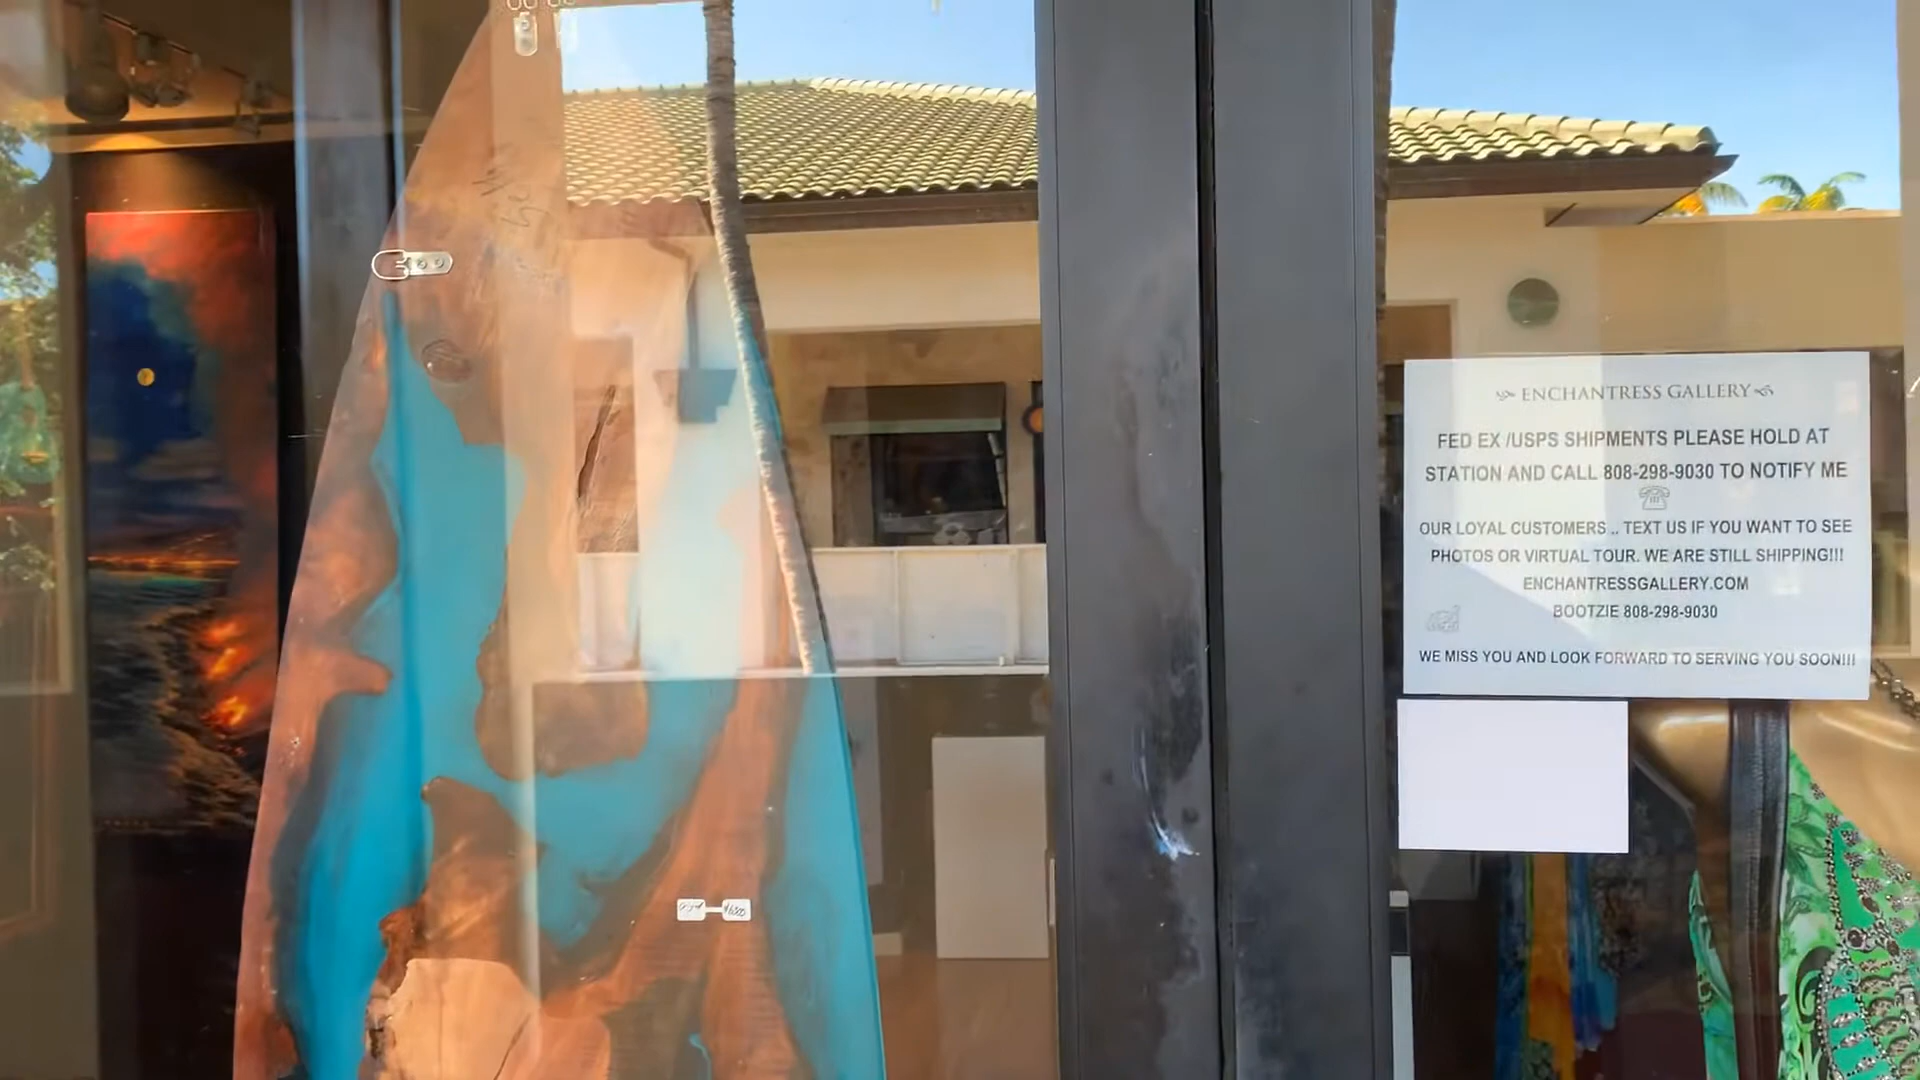 ENCHANTRESS GALLERY
FED EX /USPS SHIPMENTS PLEASE HOLD AT
STATION AND CALL 808-298-9030 TO NOTIFY ME
OUR LOYAL CUSTOMERS .. TEXT US IF YOU WANT TO SEE
PHOTOS OR VIRTUAL TOUR. WE ARE STILL SHIPPING!!!
ENCHANTRESSGALLERY.COM
BOOTZIE 808-298-9030
WE MISS YOU AND LOOK FORWARD TO SERVING YOU SOON!!!